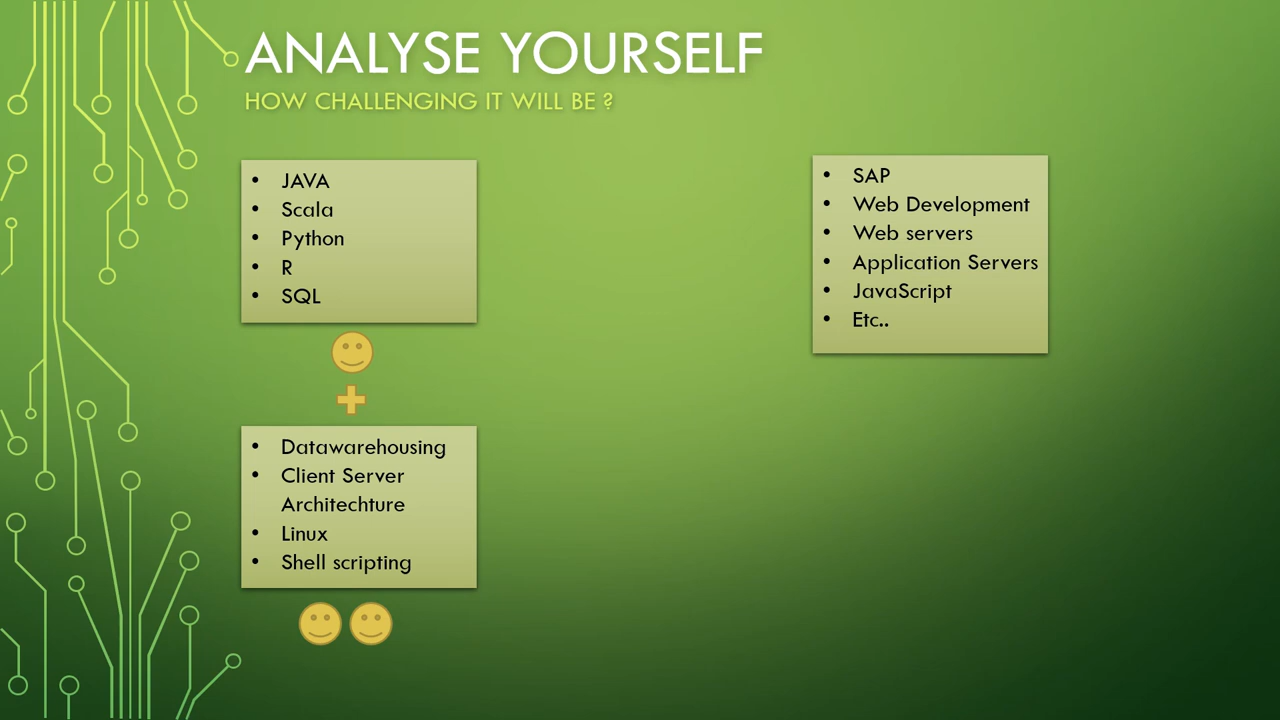 ANALYSE YOURSELF
HOW CHALLENGING IT WILL BE ?
• JAVA
• Scala
• Python
• R
• SQL
• Datawarehousing
• Client Server
Architechture
• Linux
• Shell scripting
• SAP
• Web Development
• Web servers
• Application Servers
• JavaScript
• Etc..